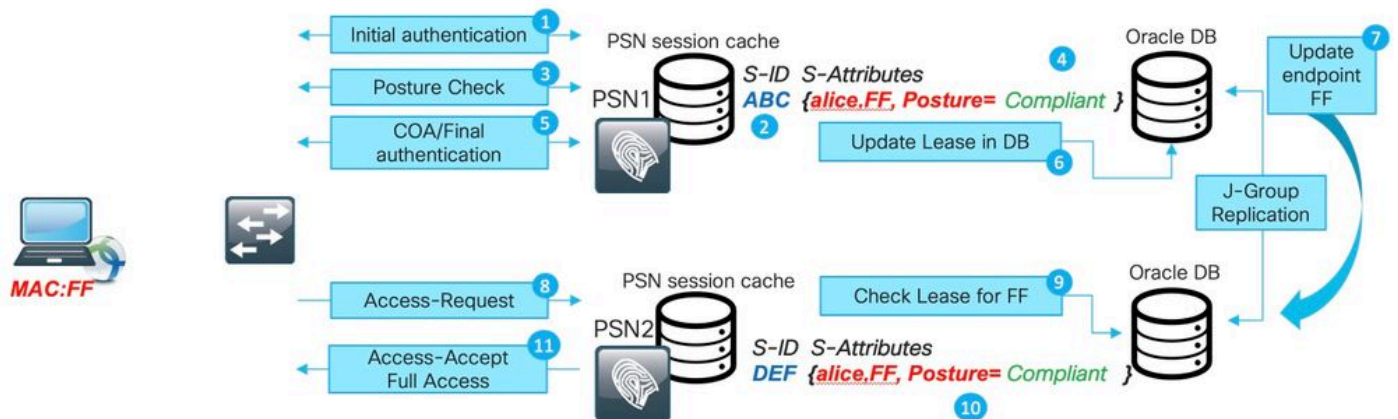 1
Initial authentication
PSN session cache
Oracle DB
7
Update
endpoint
FF
3
Posture Check
PSN1
S-ID S-Attributes
4
ABC {alice.FF, Posture= Compliant }
2
5
COA/Final
authentication
Update Lease in DB
6
J-Group
Replication
MAC:FF
8
Access-Request
PSN session cache
9
Check Lease for FF
Oracle DB
PSN2
11
Access-Accept
Full Access
S-ID S-Attributes
DEF {alice.FF, Posture= Compliant }
10